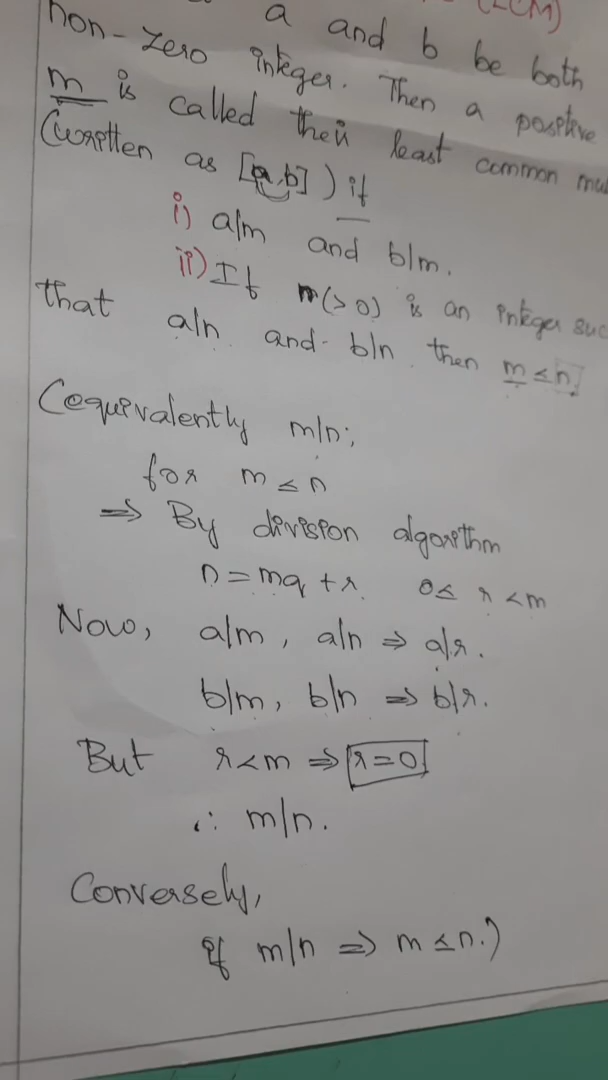 (LCM)
a and b be both
non-zero integer. Then a positive
m is called their least common mul
(written as [a,b]) if
i) a/m and b/m.
ii) If n(>0) is an integer suc
that a/n and b/n then m≤n.
(equivalently m/n;
for m ≤ n
⇒ By division algorithm
n = mq + r. 0≤ r <m
Now, a/m, a/n ⇒ a/r.
b/m, b/n ⇒ b/r.
But r<m ⇒ r=0
∴ m/n.
Conversely,
if m/n ⇒ m ≤n.)